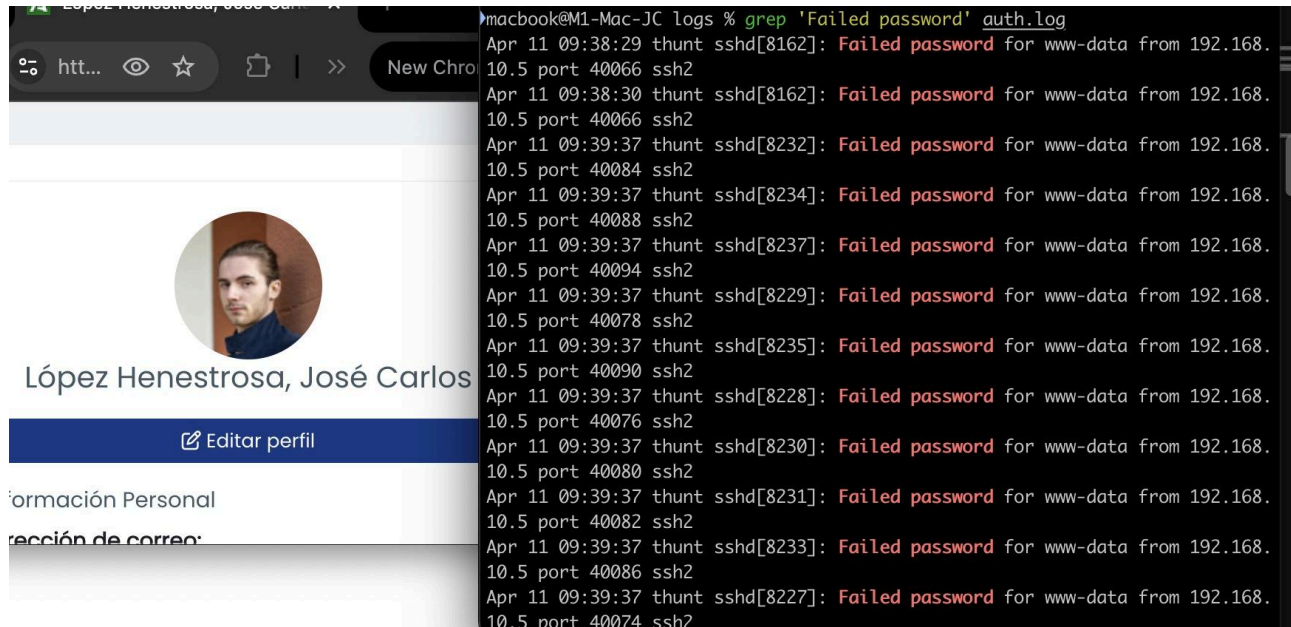 López Henestrosa, José Carlo
htt...
New Chro
López Henestrosa, José Carlos
Editar perfil
formación Personal
rección de correo:
macbook@M1-Mac-JC logs % grep 'Failed password' auth.log
Apr 11 09:38:29 thunt sshd[8162]: Failed password for www-data from 192.168.
10.5 port 40066 ssh2
Apr 11 09:38:30 thunt sshd[8162]: Failed password for www-data from 192.168.
10.5 port 40066 ssh2
Apr 11 09:39:37 thunt sshd[8232]: Failed password for www-data from 192.168.
10.5 port 40084 ssh2
Apr 11 09:39:37 thunt sshd[8234]: Failed password for www-data from 192.168.
10.5 port 40088 ssh2
Apr 11 09:39:37 thunt sshd[8237]: Failed password for www-data from 192.168.
10.5 port 40094 ssh2
Apr 11 09:39:37 thunt sshd[8229]: Failed password for www-data from 192.168.
10.5 port 40078 ssh2
Apr 11 09:39:37 thunt sshd[8235]: Failed password for www-data from 192.168.
10.5 port 40090 ssh2
Apr 11 09:39:37 thunt sshd[8228]: Failed password for www-data from 192.168.
10.5 port 40076 ssh2
Apr 11 09:39:37 thunt sshd[8230]: Failed password for www-data from 192.168.
10.5 port 40080 ssh2
Apr 11 09:39:37 thunt sshd[8231]: Failed password for www-data from 192.168.
10.5 port 40082 ssh2
Apr 11 09:39:37 thunt sshd[8233]: Failed password for www-data from 192.168.
10.5 port 40086 ssh2
Apr 11 09:39:37 thunt sshd[8227]: Failed password for www-data from 192.168.
10.5 port 40074 ssh2